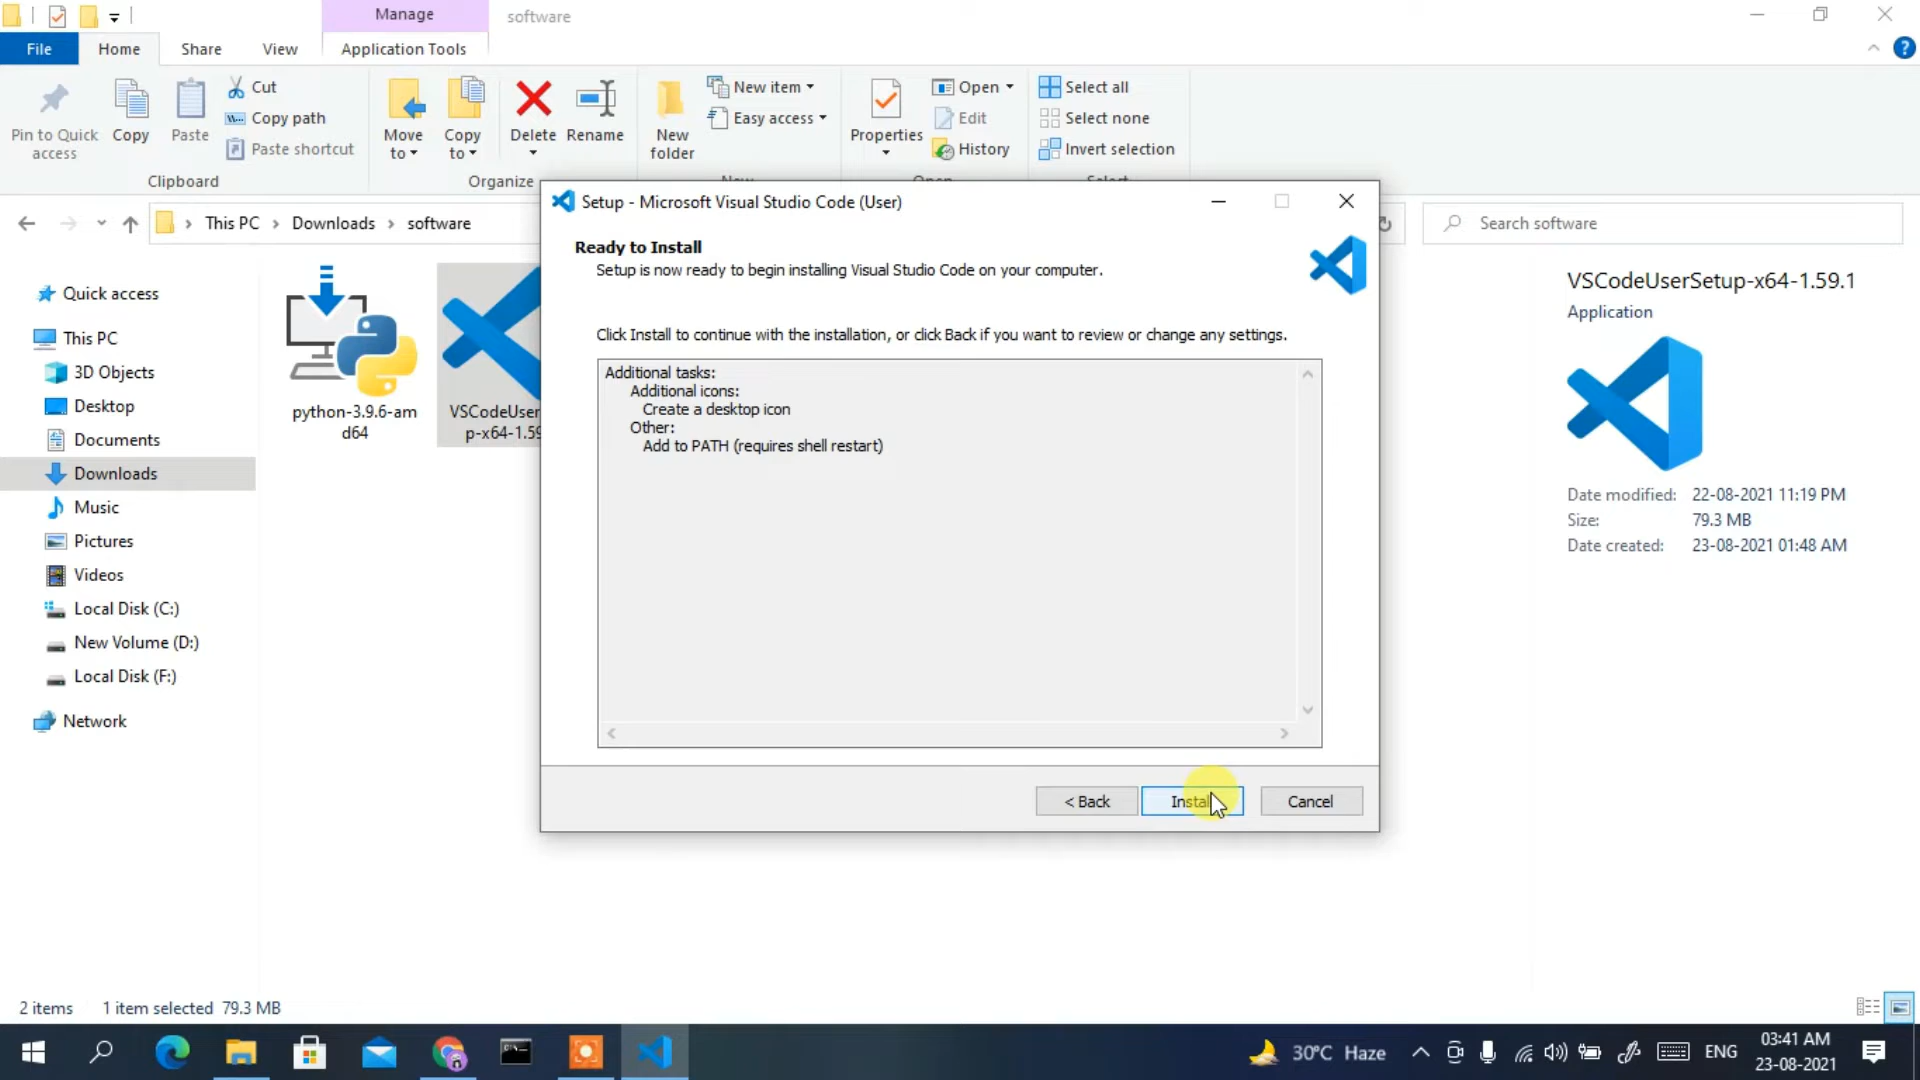 Manage
software
File
Home
Share
View
Application Tools
Pin to Quick
access
Copy
Paste
Cut
Copy path
Paste shortcut
Clipboard
Move
to
Copy
to
Delete
Rename
Organize
New
folder
New item
Easy access
Properties
Open
Edit
History
Select all
Select none
Invert selection
This PC
Downloads
software
Search software
Quick access
This PC
3D Objects
Desktop
Documents
Downloads
Music
Pictures
Videos
Local Disk (C:)
New Volume (D:)
Local Disk (F:)
Network
python-3.9.6-am
d64
VSCodeUser
p-x64-1.59
Setup - Microsoft Visual Studio Code (User)
Ready to Install
Setup is now ready to begin installing Visual Studio Code on your computer.
Click Install to continue with the installation, or click Back if you want to review or change any settings.
Additional tasks:
Additional icons:
Create a desktop icon
Other:
Add to PATH (requires shell restart)
< Back
Install
Cancel
VSCodeUserSetup-x64-1.59.1
Application
Date modified: 22-08-2021 11:19 PM
Size: 79.3 MB
Date created: 23-08-2021 01:48 AM
2 items
1 item selected 79.3 MB
30°C Haze
ENG
03:41 AM
23-08-2021